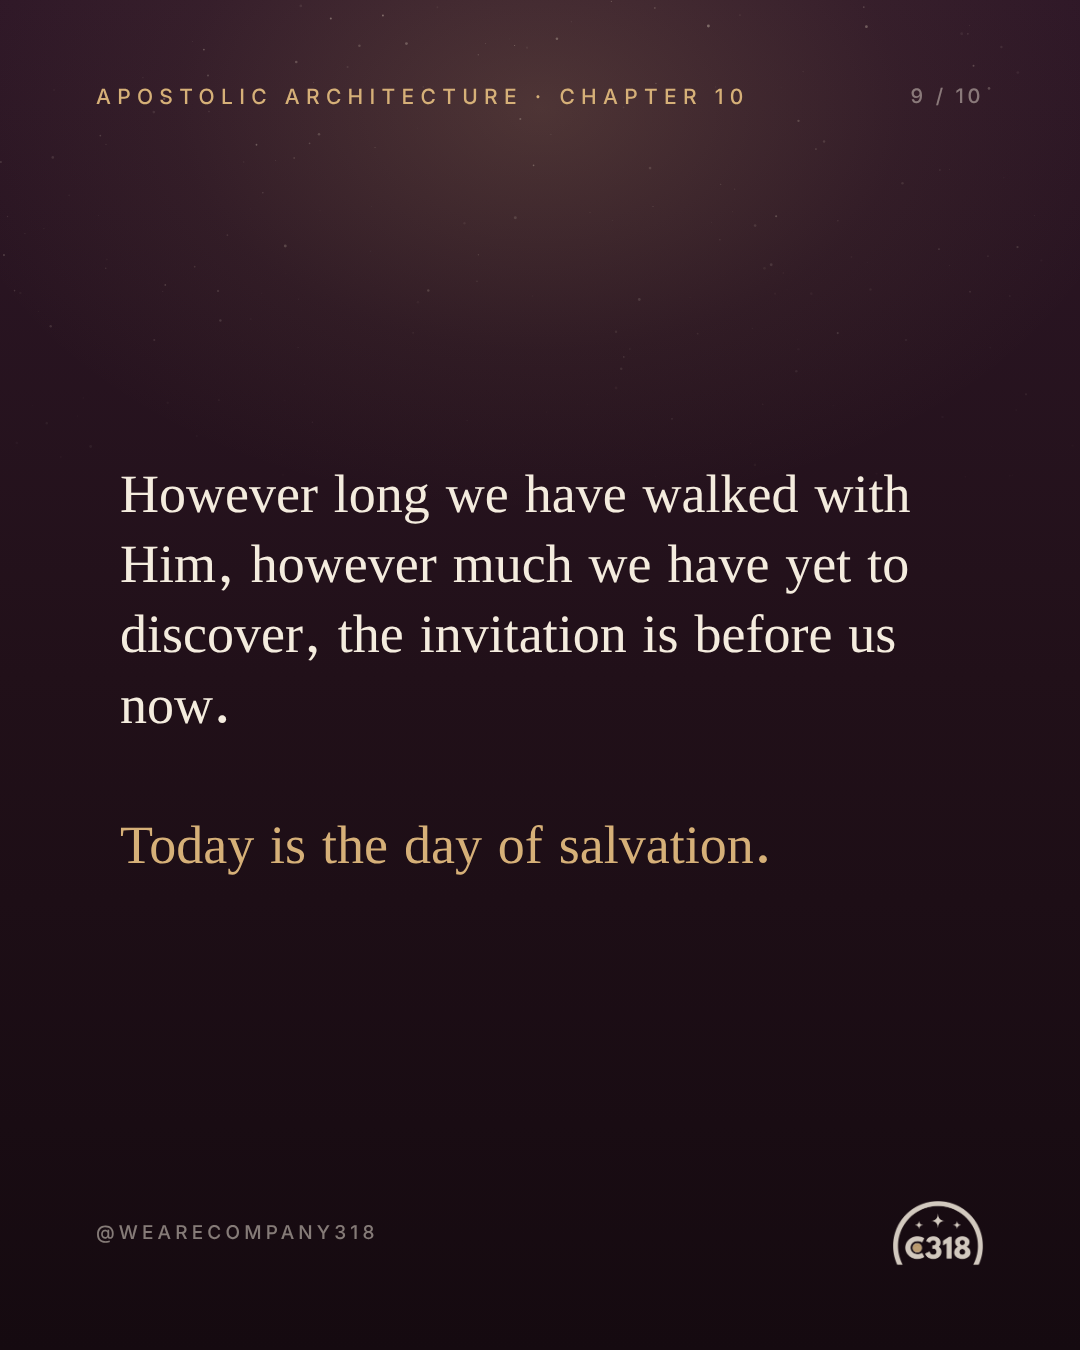 APOSTOLIC ARCHITECTURE · CHAPTER 10
9 / 10
However long we have walked with
Him, however much we have yet to
discover, the invitation is before us
now.
Today is the day of salvation.
@WEARECOMPANY318
C318